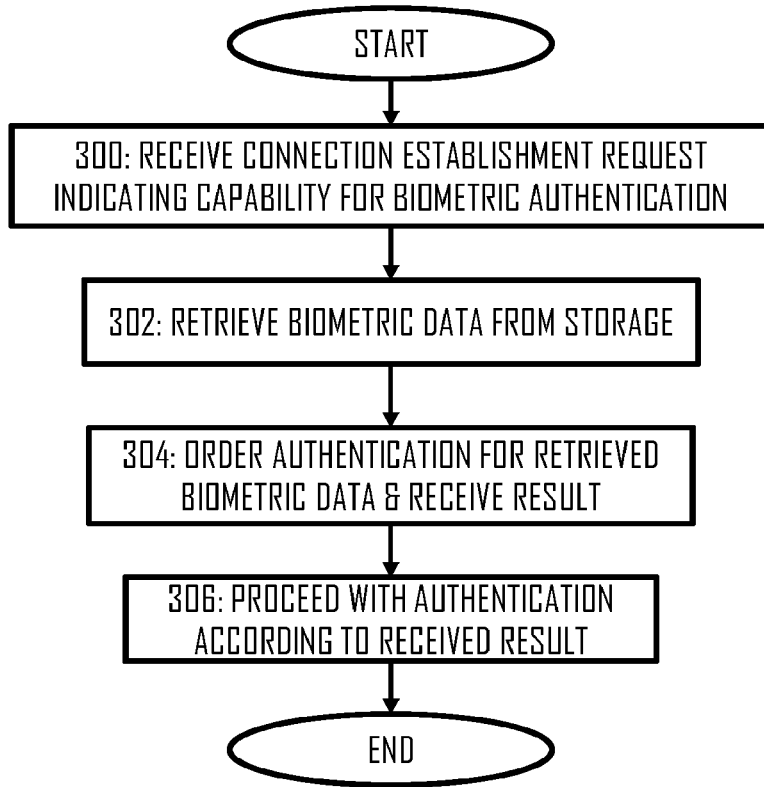 START
300: RECEIVE CONNECTION ESTABLISHMENT REQUEST
INDICATING CAPABILITY FOR BIOMETRIC AUTHENTICATION
302: RETRIEVE BIOMETRIC DATA FROM STORAGE
304: ORDER AUTHENTICATION FOR RETRIEVED
BIOMETRIC DATA & RECEIVE RESULT
306: PROCEED WITH AUTHENTICATION
ACCORDING TO RECEIVED RESULT
END